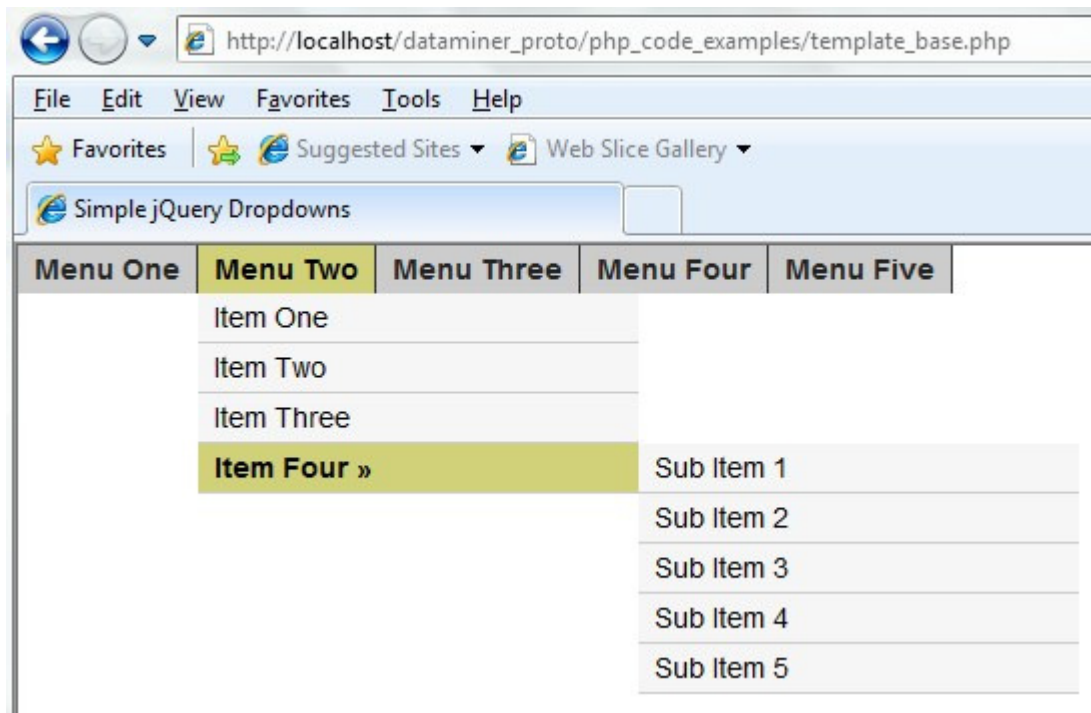 http://localhost/dataminer_proto/php_code_examples/template_base.php
File Edit View Favorites Tools Help
Favorites Suggested Sites Web Slice Gallery
Simple jQuery Dropdowns
Menu One Menu Two Menu Three Menu Four Menu Five
Item One
Item Two
Item Three
Item Four » Sub Item 1
Sub Item 2
Sub Item 3
Sub Item 4
Sub Item 5